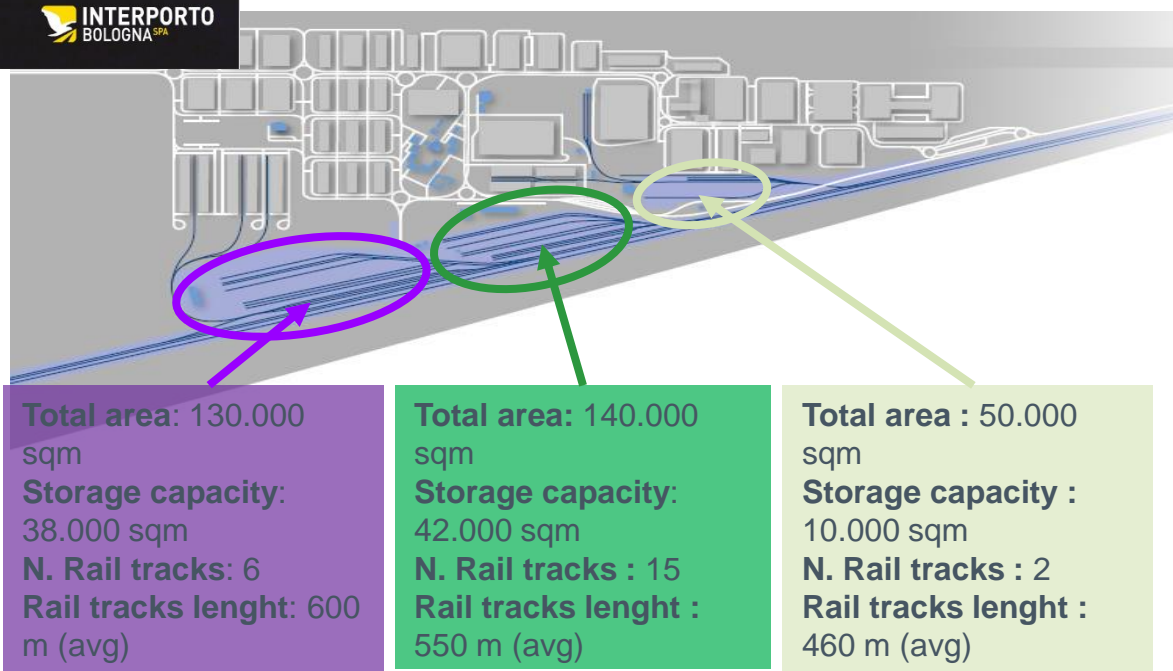 INTERPORTO
BOLOGNA SPA
Total area: 130.000
sqm
Storage capacity:
38.000 sqm
N. Rail tracks: 6
Rail tracks lenght: 600
m (avg)
Total area: 140.000
sqm
Storage capacity:
42.000 sqm
N. Rail tracks : 15
Rail tracks lenght :
550 m (avg)
Total area : 50.000
sqm
Storage capacity :
10.000 sqm
N. Rail tracks : 2
Rail tracks lenght :
460 m (avg)